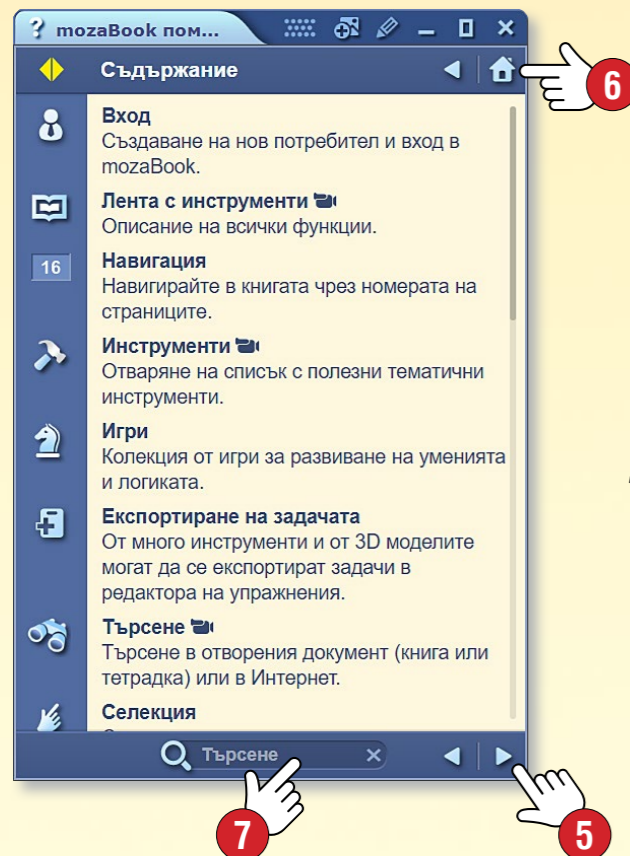 ? mozaBook пом...
Съдържание
6
Вход
Създаване на нов потребител и вход в
mozaBook.
Лента с инструменти
Описание на всички функции.
16
Навигация
Навигирайте в книгата чрез номерата на
страниците.
Инструменти
Отваряне на списък с полезни тематични
инструменти.
Игри
Колекция от игри за развиване на уменията
и логиката.
Експортиране на задачата
От много инструменти и от 3D моделите
могат да се експортират задачи в
редактора на упражнения.
Търсене
Търсене в отворения документ (книга или
тетрадка) или в Интернет.
Селекция
Търсене
7
5